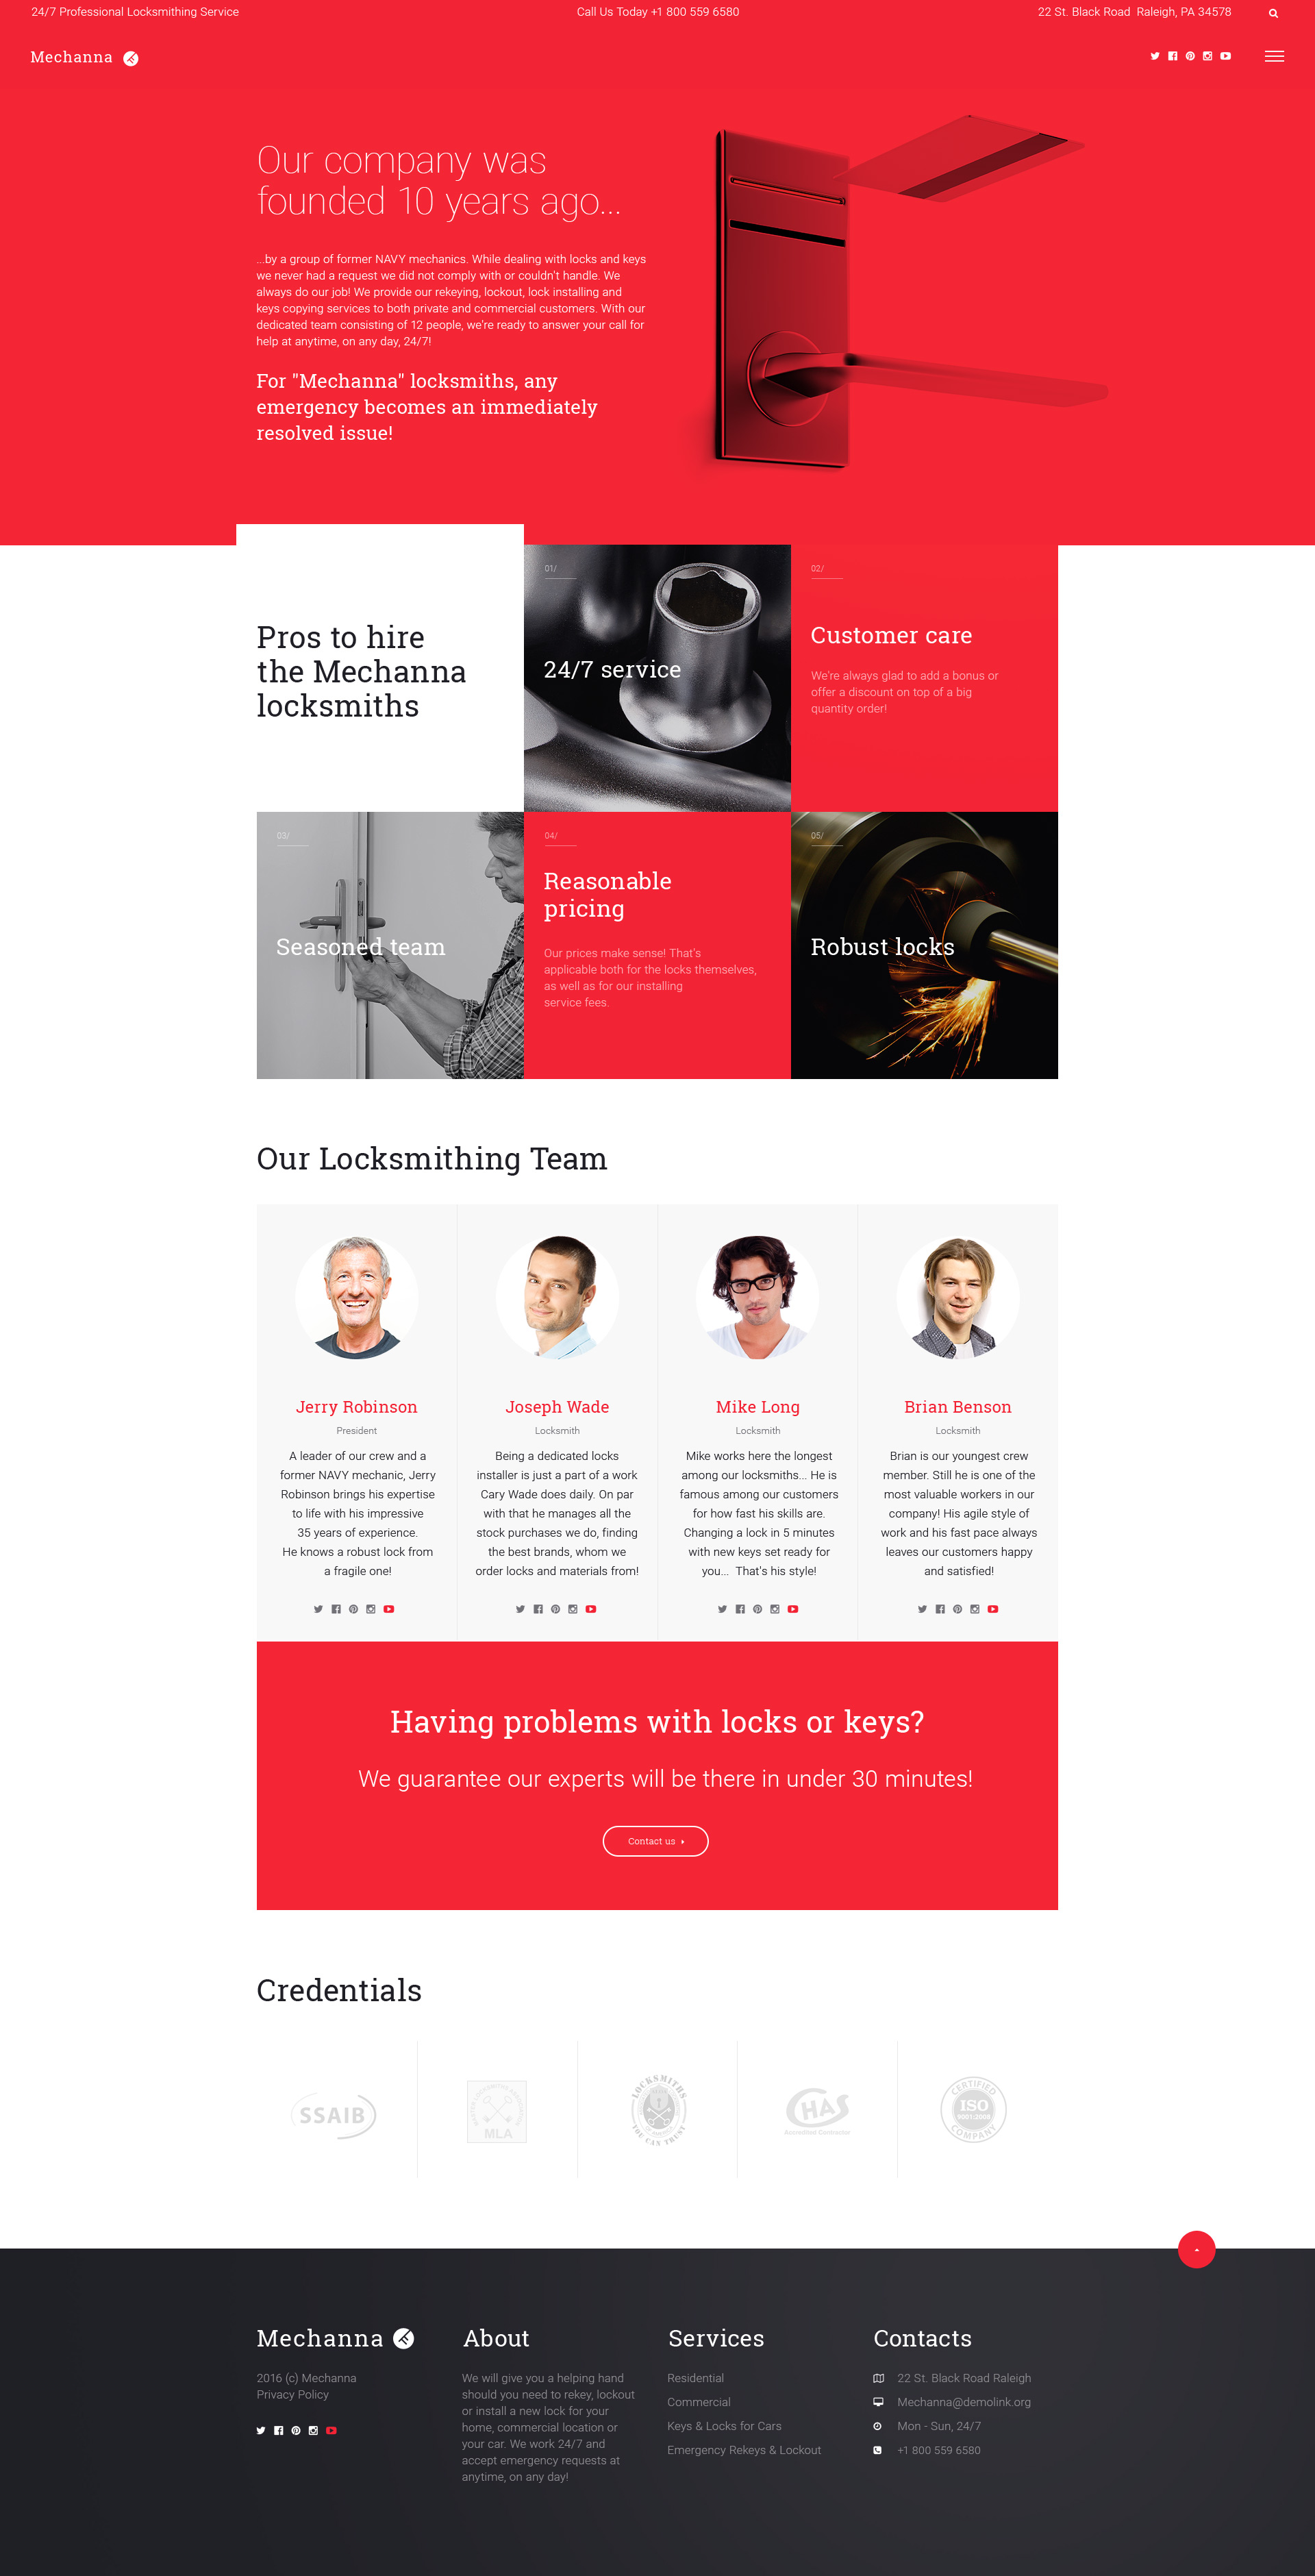 24/7 Professional Locksmithing Service
Call Us Today +1 800 559 6580
22 St. Black Road  Raleigh, PA 34578
Mechanna
Our company was
founded 10 years ago...
...by a group of former NAVY mechanics. While dealing with locks and keys
we never had a request we did not comply with or couldn't handle. We
always do our job! We provide our rekeying, lockout, lock installing and
keys copying services to both private and commercial customers. With our
dedicated team consisting of 12 people, we're ready to answer your call for
help at anytime, on any day, 24/7!
For "Mechanna" locksmiths, any
emergency becomes an immediately
resolved issue!
Pros to hire
the Mechanna
locksmiths
01/
24/7 service
02/
Customer care
We're always glad to add a bonus or
offer a discount on top of a big
quantity order!
03/
Seasoned team
04/
Reasonable
pricing
Our prices make sense! That's
applicable both for the locks themselves,
as well as for our installing
service fees.
05/
Robust locks
Our Locksmithing Team
Jerry Robinson
President
A leader of our crew and a
former NAVY mechanic, Jerry
Robinson brings his expertise
to life with his impressive
35 years of experience.
He knows a robust lock from
a fragile one!
Joseph Wade
Locksmith
Being a dedicated locks
installer is just a part of a work
Cary Wade does daily. On par
with that he manages all the
stock purchases we do, finding
the best brands, whom we
order locks and materials from!
Mike Long
Locksmith
Mike works here the longest
among our locksmiths... He is
famous among our customers
for how fast his skills are.
Changing a lock in 5 minutes
with new keys set ready for
you...  That's his style!
Brian Benson
Locksmith
Brian is our youngest crew
member. Still he is one of the
most valuable workers in our
company! His agile style of
work and his fast pace always
leaves our customers happy
and satisfied!
Having problems with locks or keys?
We guarantee our experts will be there in under 30 minutes!
Contact us
Credentials
SSAIB
MASTER LOCKSMITHS ASSOCIATION
MLA
LOCKSMITHS
YOU CAN TRUST
CHAS
Accredited Contractor
CERTIFIED
ISO
9001:2008
COMPANY
Mechanna
2016 (c) Mechanna
Privacy Policy
About
We will give you a helping hand
should you need to rekey, lockout
or install a new lock for your
home, commercial location or
your car. We work 24/7 and
accept emergency requests at
anytime, on any day!
Services
Residential
Commercial
Keys & Locks for Cars
Emergency Rekeys & Lockout
Contacts
22 St. Black Road Raleigh
Mechanna@demolink.org
Mon - Sun, 24/7
+1 800 559 6580